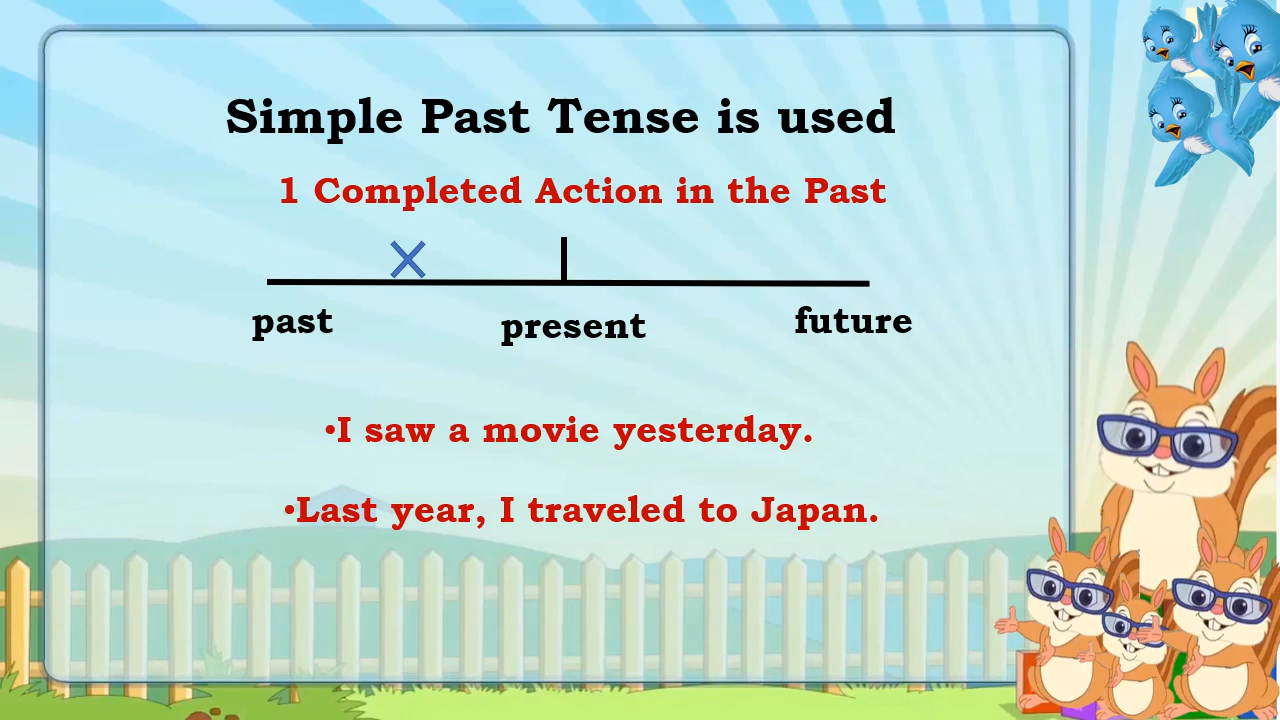 Simple Past Tense is used
1 Completed Action in the Past
past present future
•I saw a movie yesterday.
•Last year, I traveled to Japan.